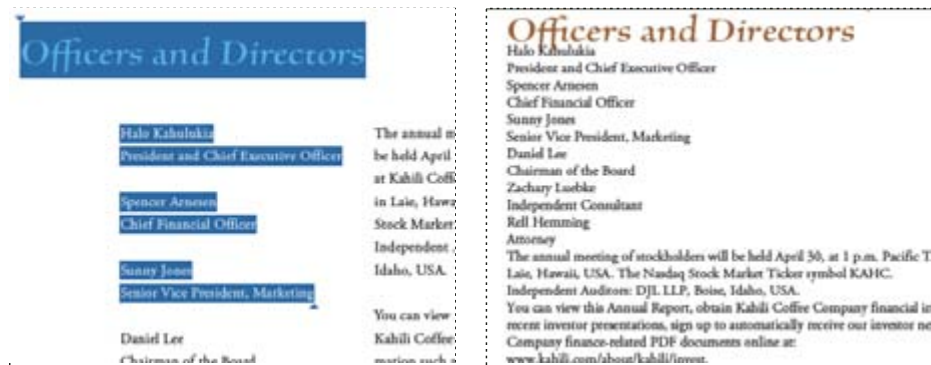 Officers and Directors
Halo Kahulukia
President and Chief Executive Officer
Spencer Arnesen
Chief Financial Officer
Sunny Jones
Senior Vice President, Marketing
Daniel Lee
Chairman of the Board
The annual m
be held April
at Kahili Coff
in Laie, Hawa
Stock Market
Independent
Idaho, USA.
You can view
Kahili Coffee
mation such a
Officers and Directors
Halo Kahulukia
President and Chief Executive Officer
Spencer Arnesen
Chief Financial Officer
Sunny Jones
Senior Vice President, Marketing
Daniel Lee
Chairman of the Board
Zachary Luebke
Independent Consultant
Rell Hemming
Attorney
The annual meeting of stockholders will be held April 30, at 1 p.m. Pacific T
Laie, Hawaii, USA. The Nasdaq Stock Market Ticker symbol KAHC.
Independent Auditors: DJL LLP, Boise, Idaho, USA.
You can view this Annual Report, obtain Kahili Coffee Company financial in
recent investor presentations, sign up to automatically receive our investor ne
Company finance-related PDF documents online at:
www.kahili.com/about/kahili/invest.